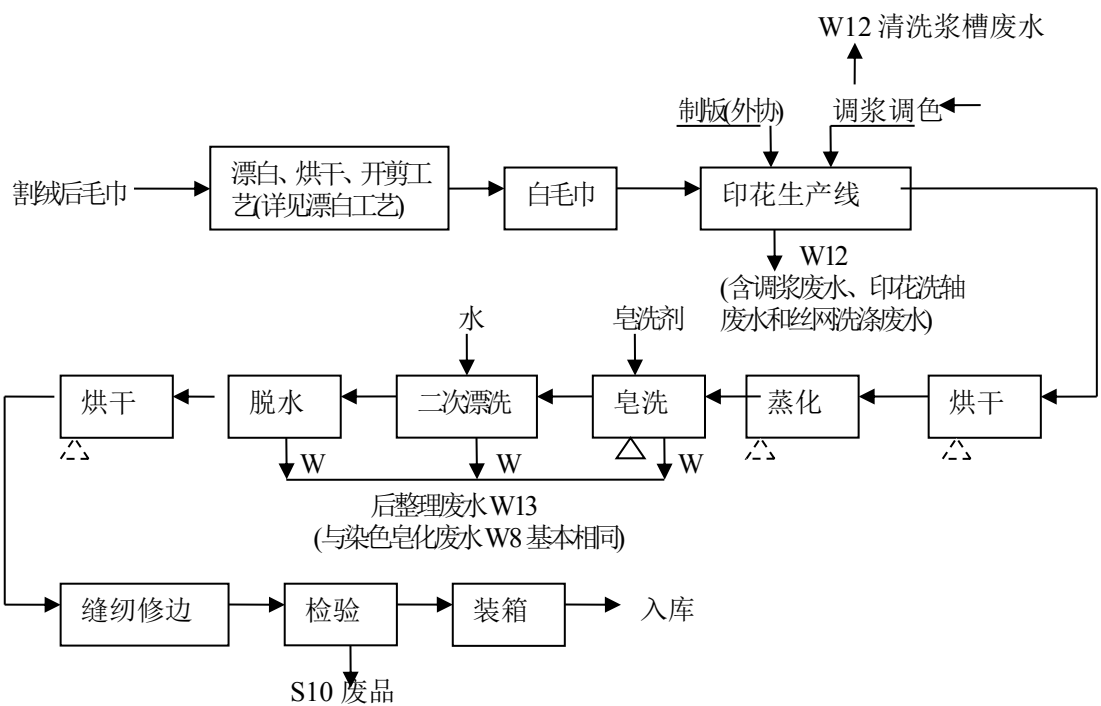 W12 清洗浆槽废水
制版(外协)
调浆调色
割绒后毛巾
漂白、烘干、开剪工
艺(详见漂白工艺)
白毛巾
印花生产线
W12
(含调浆废水、印花洗轴
废水和丝网洗涤废水)
水
皂洗剂
烘干
脱水
二次漂洗
皂洗
蒸化
烘干
W
W
W
后整理废水 W13
(与染色皂化废水 W8 基本相同)
缝纫修边
检验
装箱
入库
S10 废品